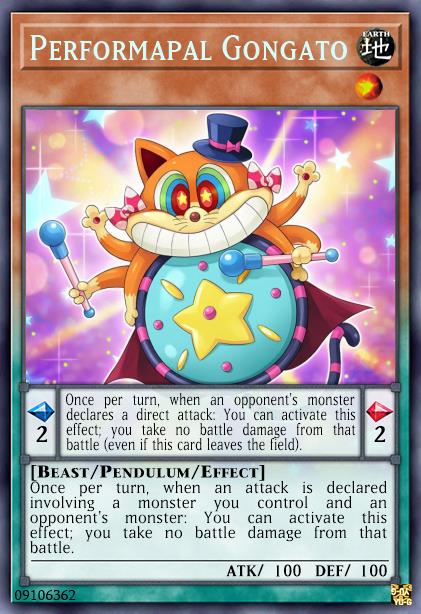 PERFORMAPAL GONGATO
EARTH
地
Once per turn, when an opponent's monster
declares a direct attack: You can activate this
effect; you take no battle damage from that
battle (even if this card leaves the field).
2
2
[BEAST/PENDULUM/EFFECT]
Once per turn, when an attack is declared
involving a monster you control and an
opponent's monster: You can activate this
effect; you take no battle damage from that
battle.
ATK/ 100 DEF/ 100
09106362